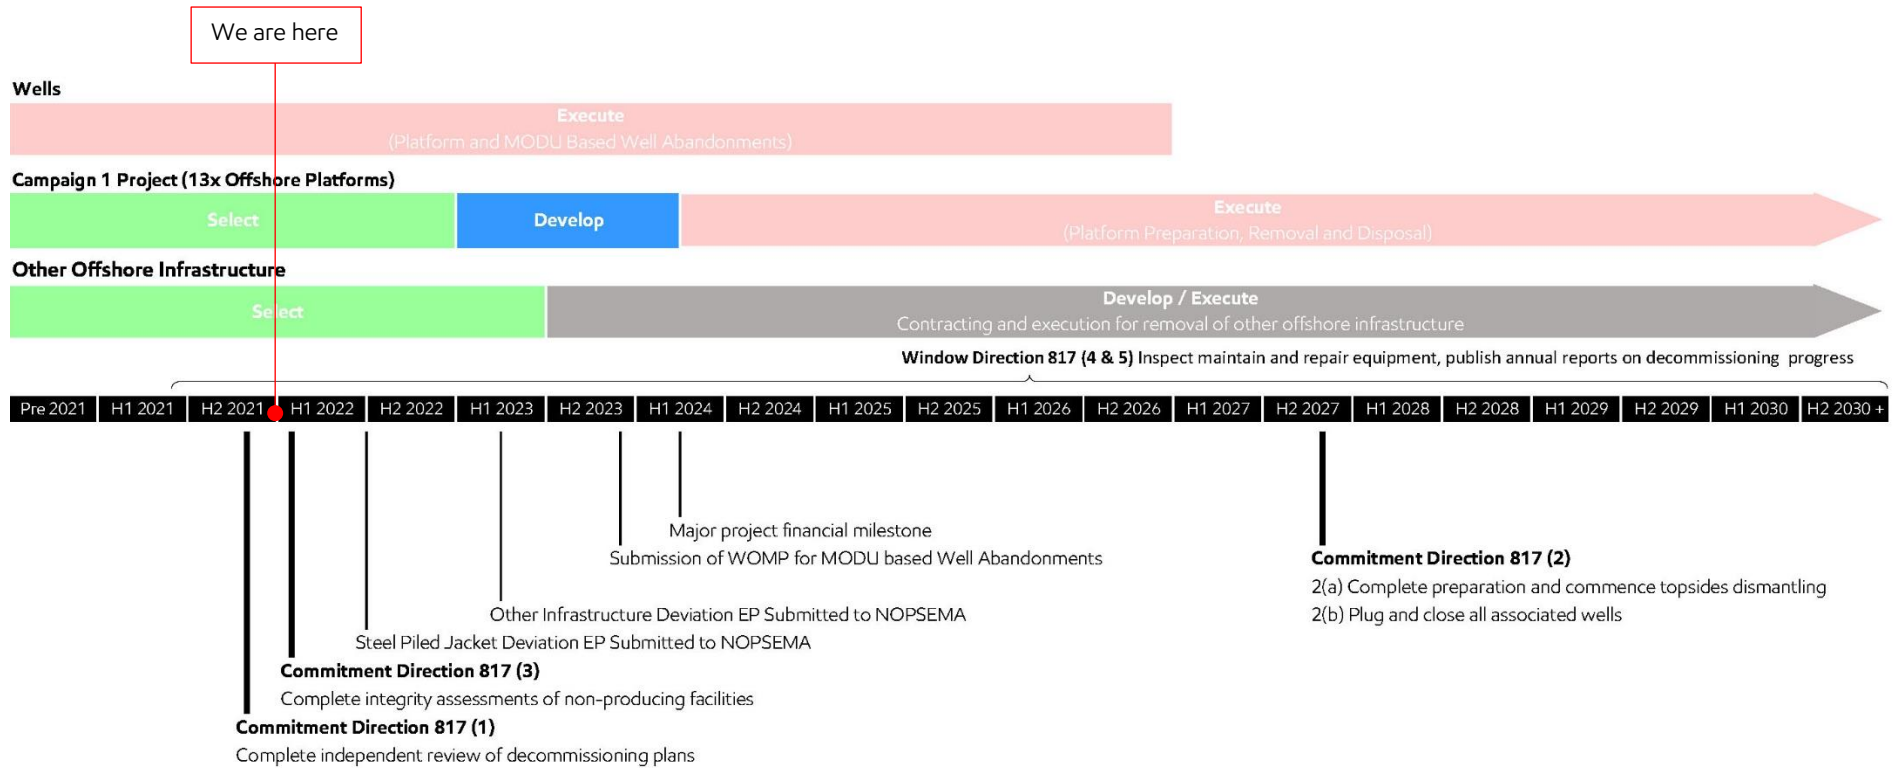 We are here
Wells
Execute
(Platform and MODU Based Well Abandonments)
Campaign 1 Project (13x Offshore Platforms)
Select
Develop
Execute
(Platform Preparation, Removal and Disposal)
Other Offshore Infrastructure
Select
Develop / Execute
Contracting and execution for removal of other offshore infrastructure
Window Direction 817 (4 & 5) Inspect maintain and repair equipment, publish annual reports on decommissioning progress
Pre 2021 H1 2021 H2 2021 H1 2022 H2 2022 H1 2023 H2 2023 H1 2024 H2 2024 H1 2025 H2 2025 H1 2026 H2 2026 H1 2027 H2 2027 H1 2028 H2 2028 H1 2029 H2 2029 H1 2030 H2 2030 +
Major project financial milestone
Submission of WOMP for MODU based Well Abandonments
Other Infrastructure Deviation EP Submitted to NOPSEMA
Steel Piled Jacket Deviation EP Submitted to NOPSEMA
Commitment Direction 817 (3)
Complete integrity assessments of non-producing facilities
Commitment Direction 817 (1)
Complete independent review of decommissioning plans
Commitment Direction 817 (2)
2(a) Complete preparation and commence topsides dismantling
2(b) Plug and close all associated wells